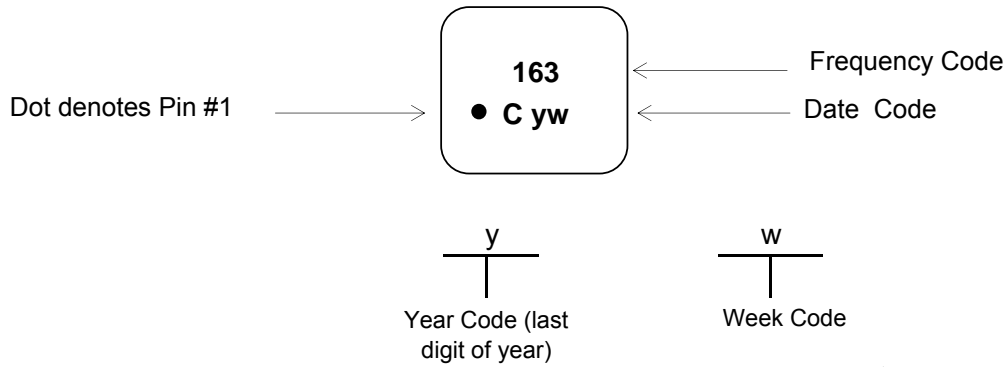 163
Frequency Code
Dot denotes Pin #1
C yw
Date Code
y
w
Year Code (last
digit of year)
Week Code